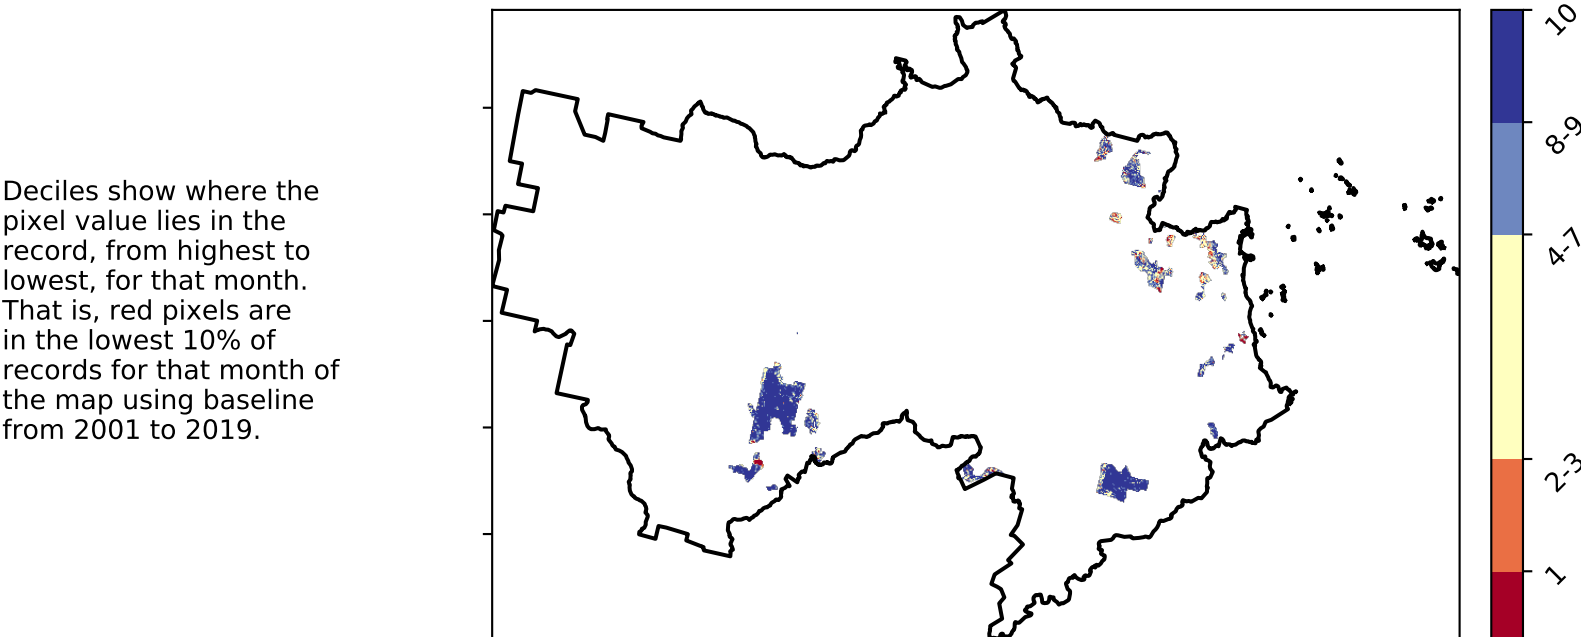 Deciles show where the
pixel value lies in the
record, from highest to
lowest, for that month.
That is, red pixels are
in the lowest 10% of
records for that month of
the map using baseline
from 2001 to 2019.
10
8-9
4-7
2-3
1